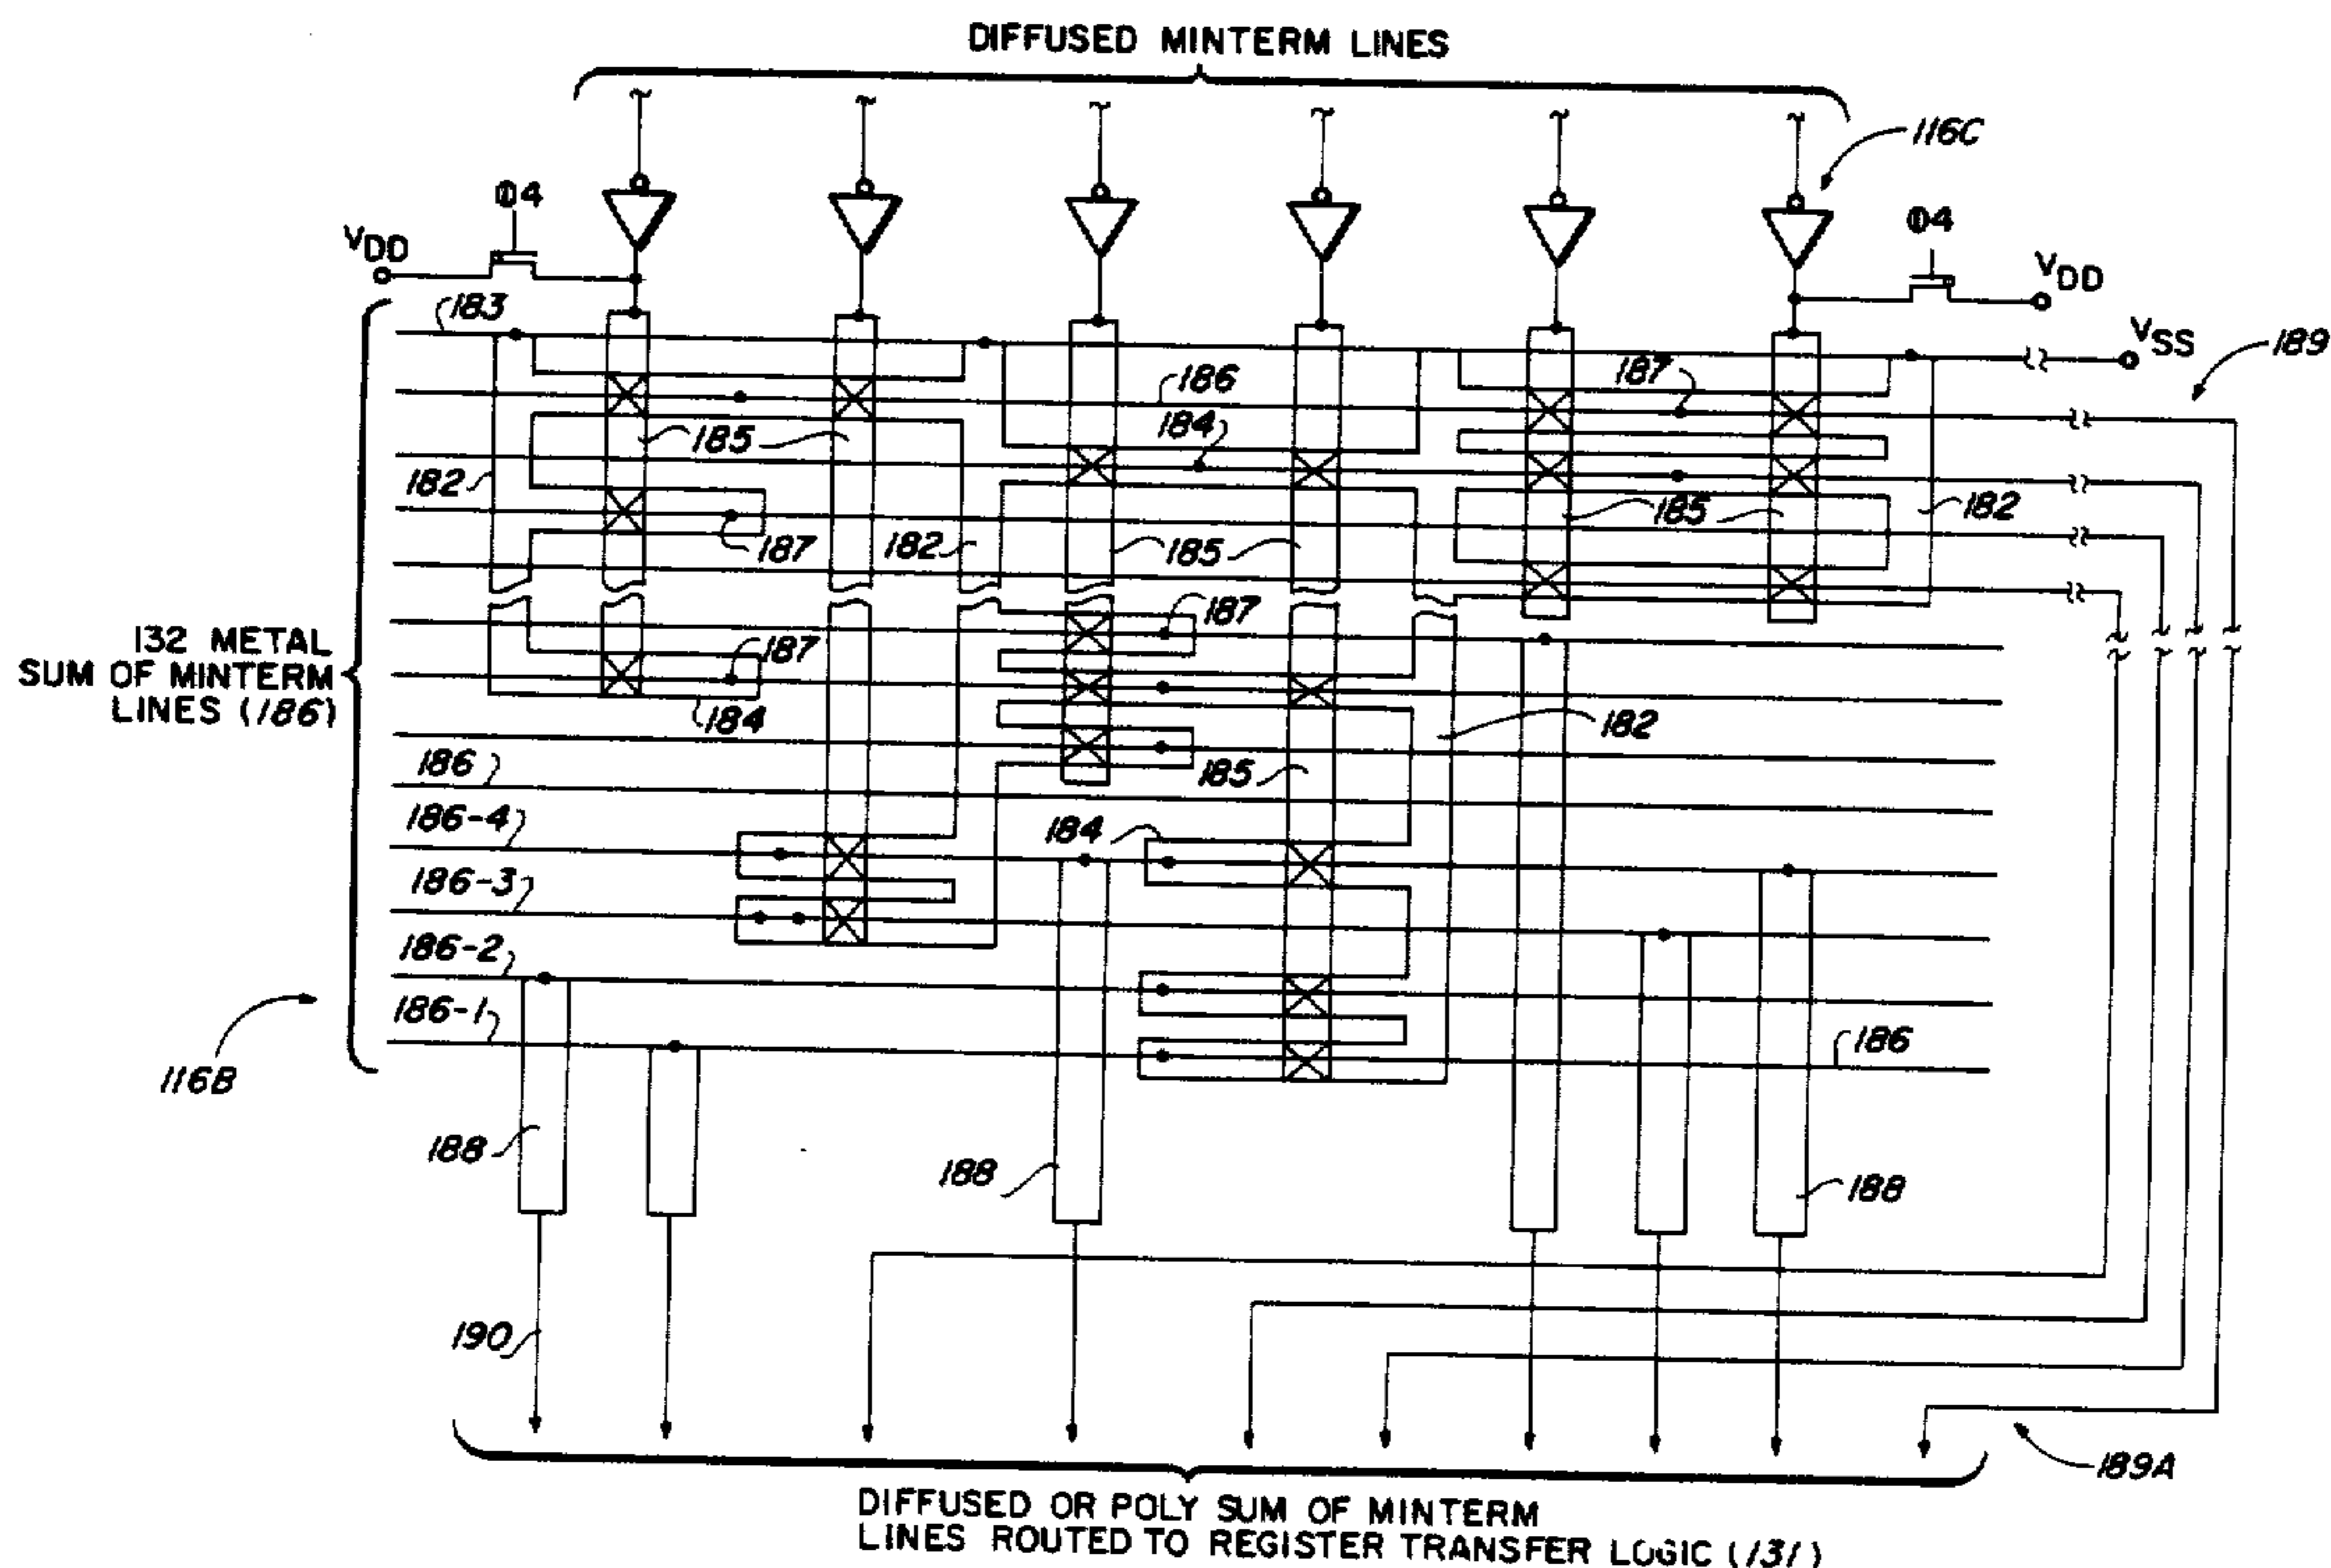 DIFFUSED MINTERM LINES
116C
Φ4
Φ4
VDD
VDD
183
VSS
189
187
186
184
185
182
187
182
185
185
182
187
132 METAL
SUM OF MINTERM
LINES (186)
187
184
182
186
185
186-4
184
186-3
186-2
186-1
186
116B
188
188
188
190
189A
DIFFUSED OR POLY SUM OF MINTERM
LINES ROUTED TO REGISTER TRANSFER LOGIC (131)